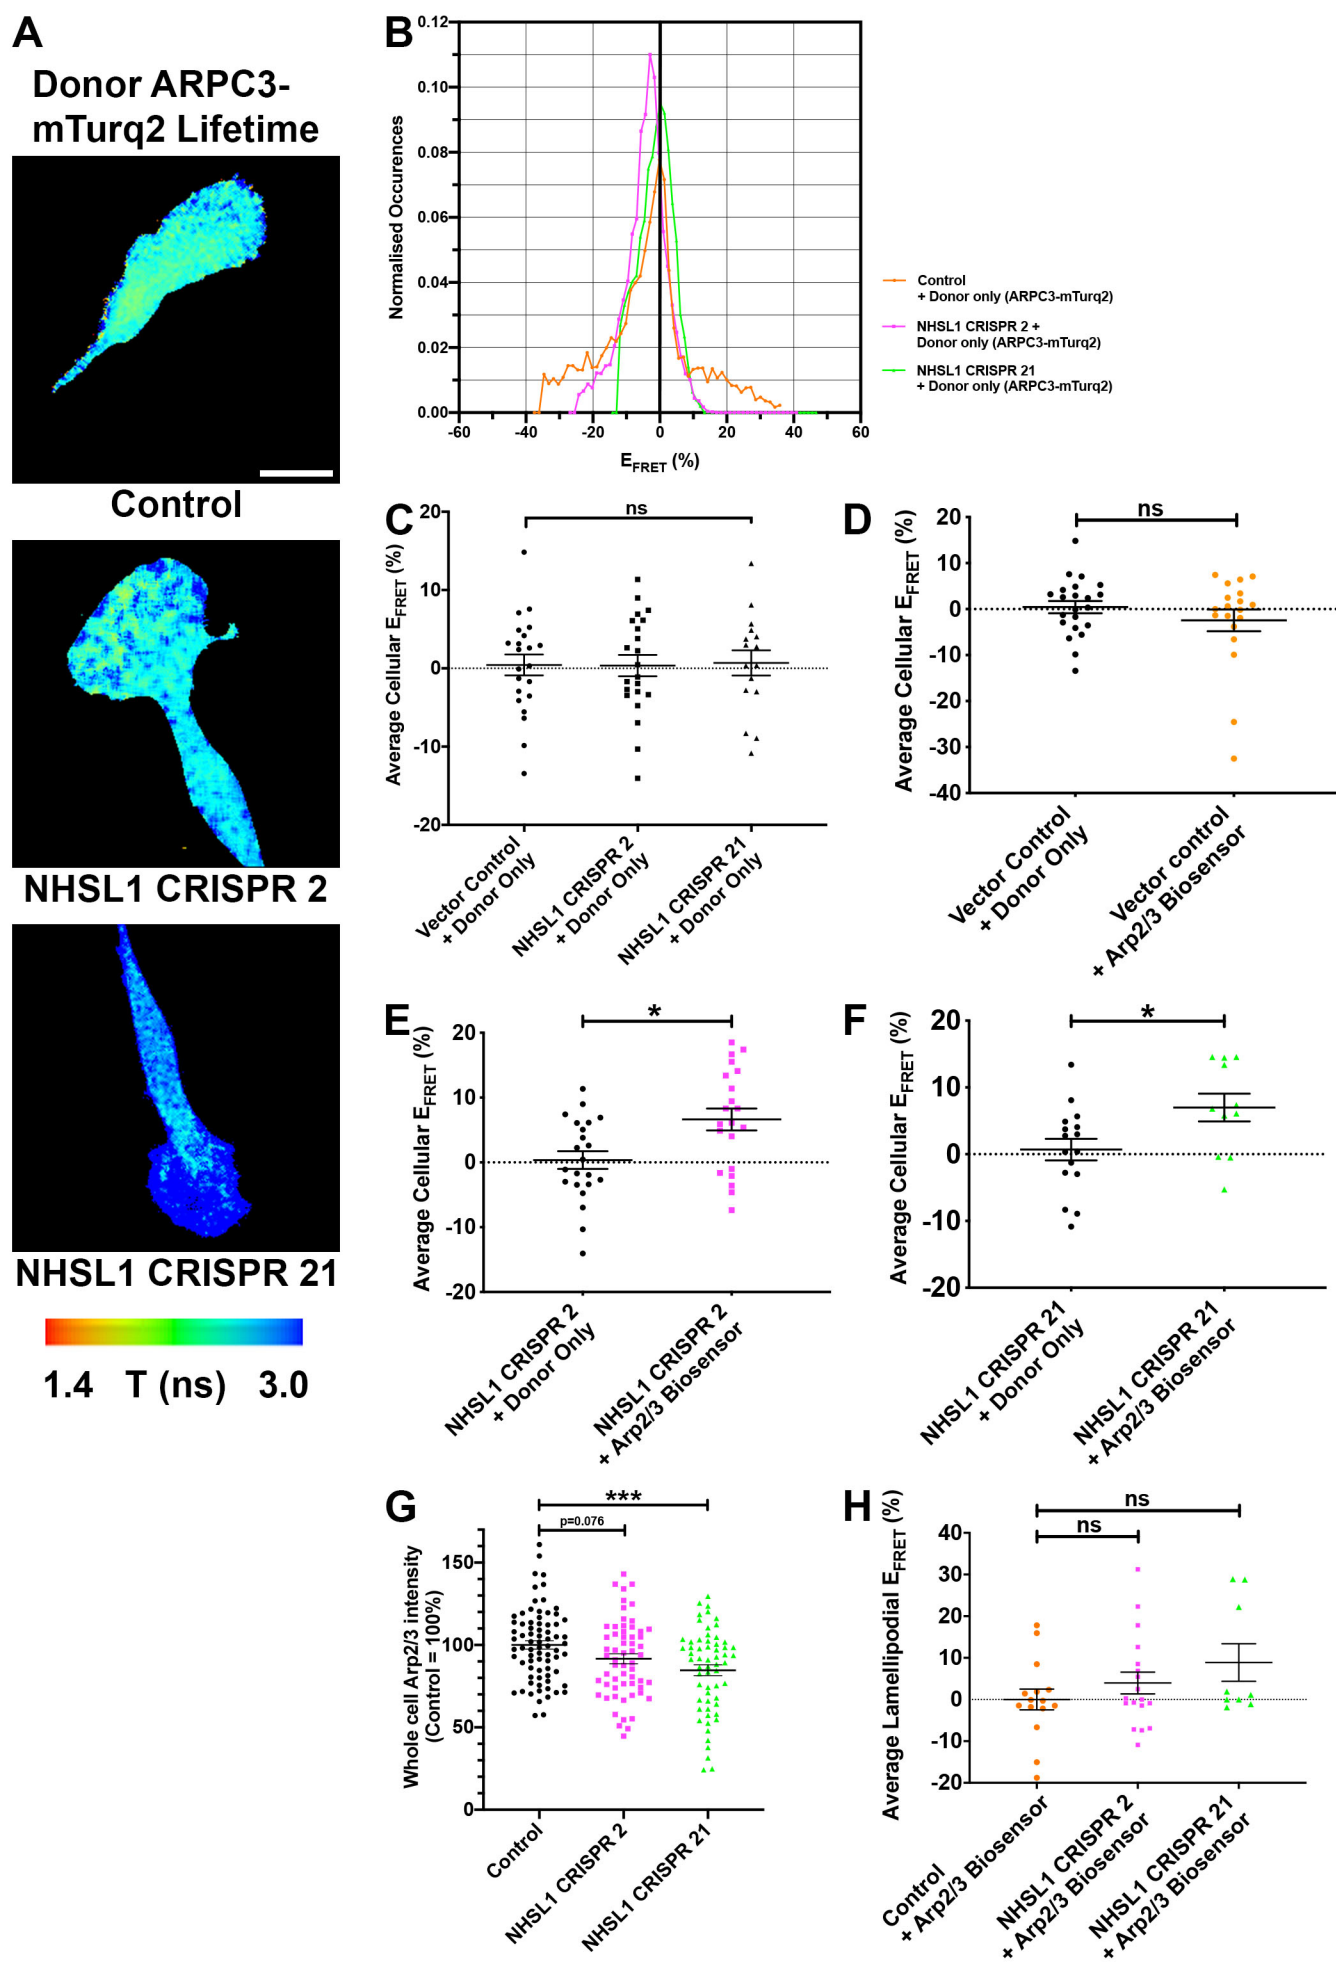 A
Donor ARPC3-
mTurq2 Lifetime
Control
NHSL1 CRISPR 2
NHSL1 CRISPR 21
1.4 T (ns) 3.0
B
Normalised Occurences
0.12
0.10
0.08
0.06
0.04
0.02
0.00
-60 -40 -20 0 20 40 60
EFRET (%)
Control
+ Donor only (ARPC3-mTurq2)
NHSL1 CRISPR 2 +
Donor only (ARPC3-mTurq2)
NHSL1 CRISPR 21
+ Donor only (ARPC3-mTurq2)
C
Average Cellular EFRET (%)
20
10
0
-10
-20
ns
Vector Control
+ Donor Only
NHSL1 CRISPR 2
+ Donor Only
NHSL1 CRISPR 21
+ Donor Only
D
Average Cellular EFRET (%)
20
10
0
-10
-20
-30
-40
ns
Vector Control
+ Donor Only
Vector control
+ Arp2/3 Biosensor
E
Average Cellular EFRET (%)
20
10
0
-10
-20
*
NHSL1 CRISPR 2
+ Donor Only
NHSL1 CRISPR 2
+ Arp2/3 Biosensor
F
Average Cellular EFRET (%)
20
10
0
-10
-20
*
NHSL1 CRISPR 21
+ Donor Only
NHSL1 CRISPR 21
+ Arp2/3 Biosensor
G
Whole cell Arp2/3 intensity
(Control = 100%)
150
100
50
0
***
p=0.076
Control
NHSL1 CRISPR 2
NHSL1 CRISPR 21
H
Average Lamellipodial EFRET (%)
40
30
20
10
0
-10
-20
ns
ns
Control
+ Arp2/3 Biosensor
NHSL1 CRISPR 2
+ Arp2/3 Biosensor
NHSL1 CRISPR 21
+ Arp2/3 Biosensor